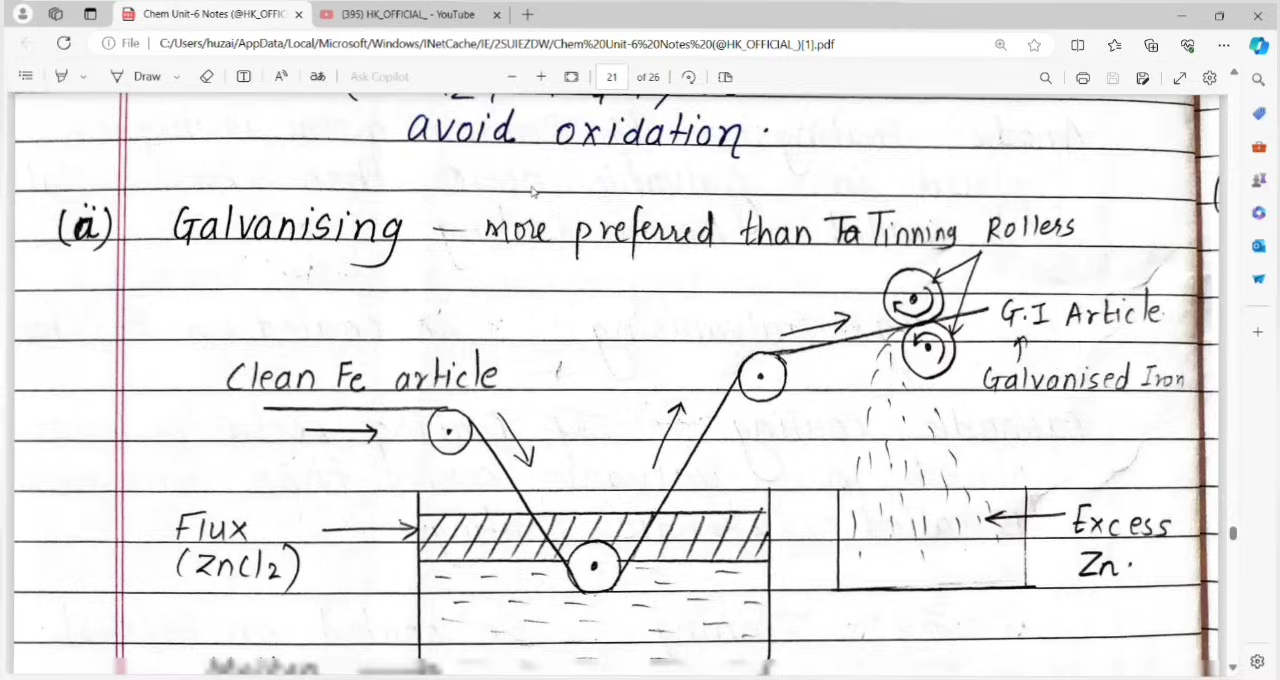 Chem Unit-6 Notes (@HK_OFFIC
(395) HK_OFFICIAL_ - YouTube
File
C:/Users/huzai/AppData/Local/Microsoft/Windows/INetCache/IE/2SUIEZDW/Chem%20Unit-6%20Notes%20(@HK_OFFICIAL_)[1].pdf
Draw
Ask Copilot
21 of 26
avoid oxidation.
(ii) Galvanising – more preferred than Tinning
Rollers
G.I Article
Galvanised Iron
Clean Fe article
Flux
(ZnCl2)
Excess
Zn.